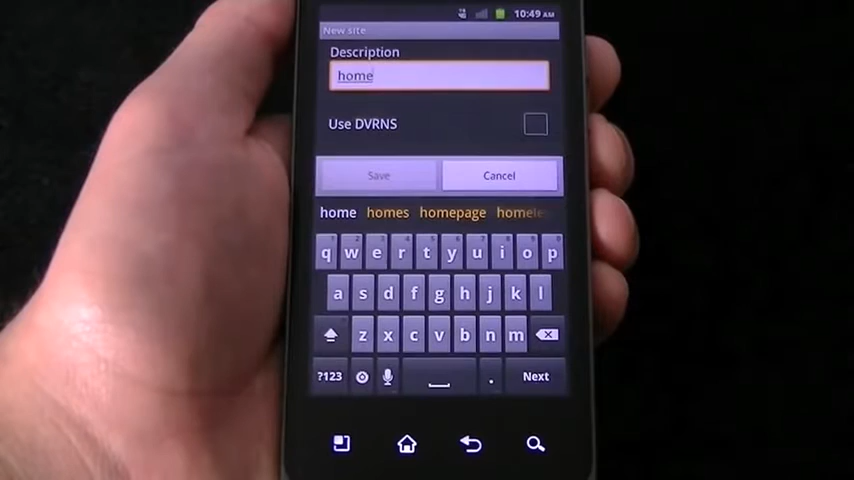 10:49 AM
New site
Description
home
Use DVRNS
Save Cancel
home homes homepage
q w e r t y u i o p
a s d f g h j k l
z x c v b n m
?123 . Next